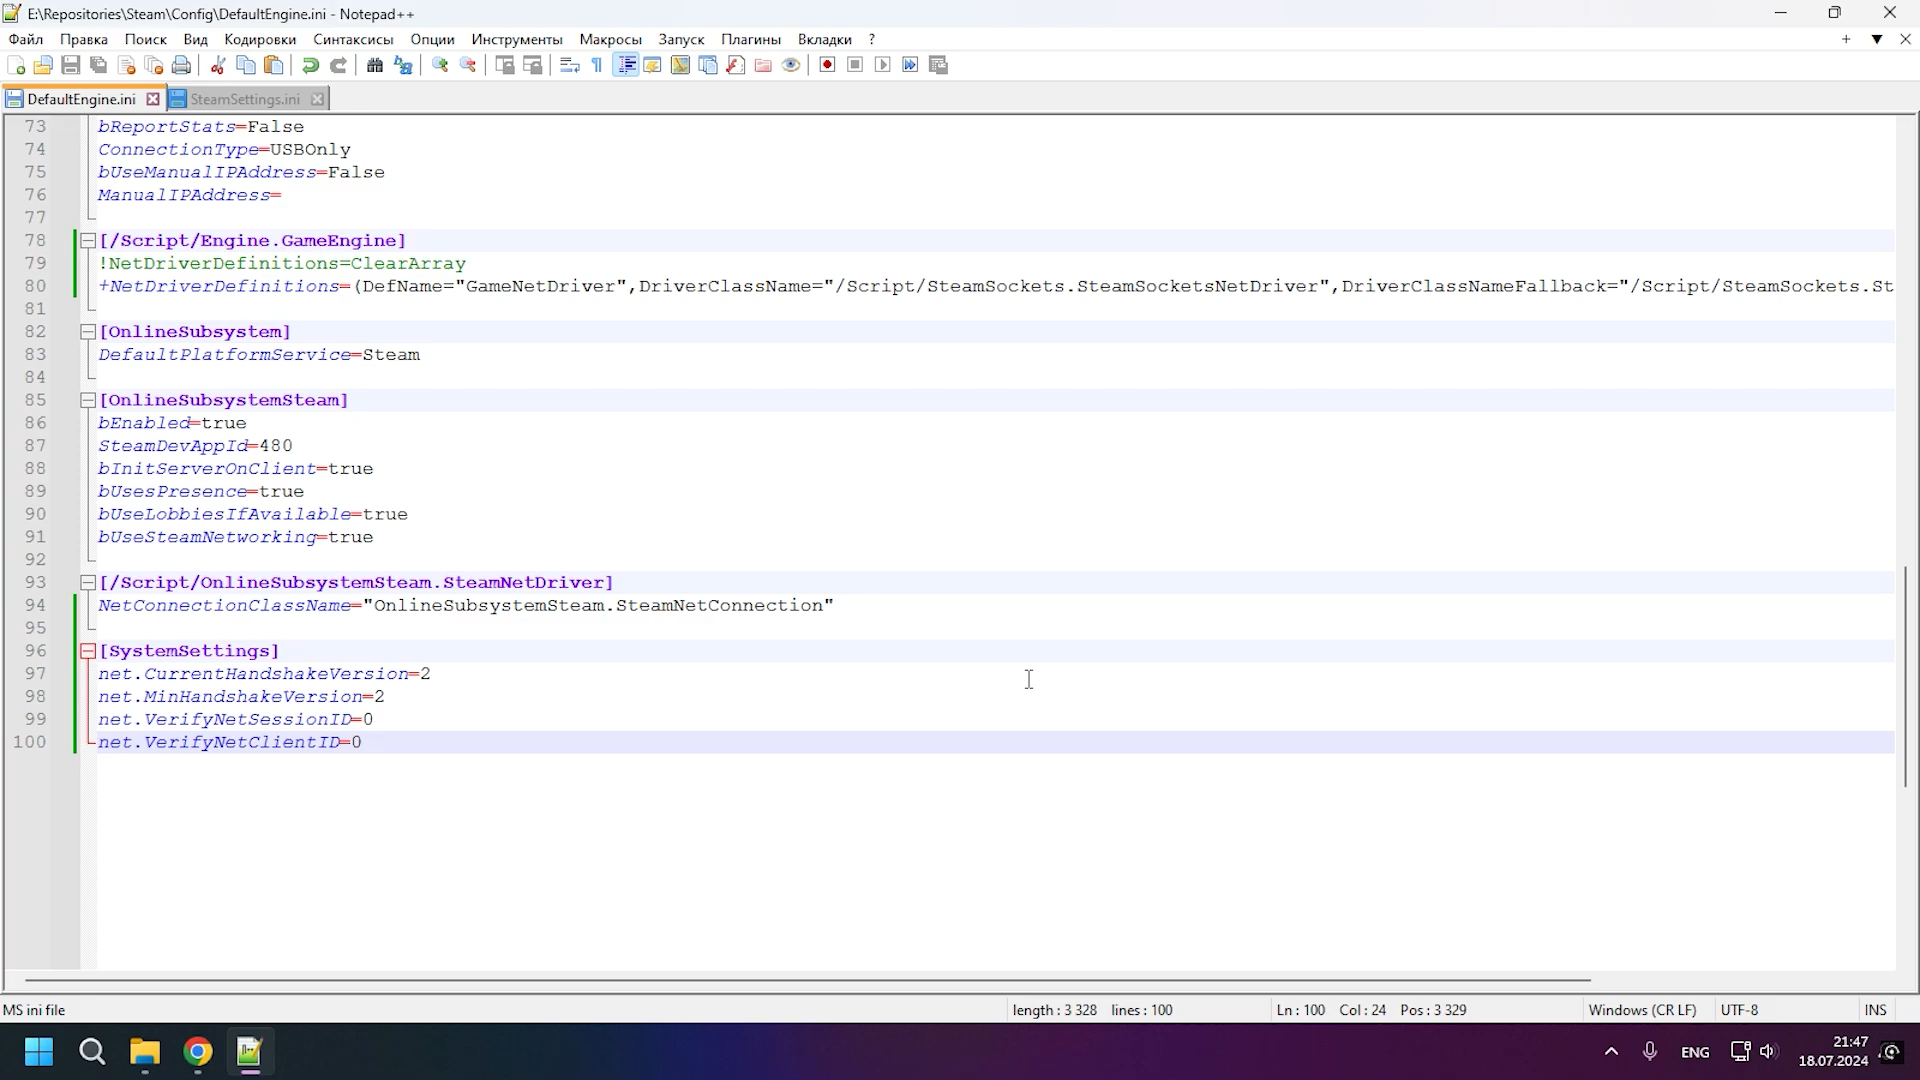 E:\Repositories\Steam\Config\DefaultEngine.ini - Notepad++
Файл Правка Поиск Вид Кодировки Синтаксисы Опции Инструменты Макросы Запуск Плагины Вкладки ?
DefaultEngine.ini SteamSettings.ini
73 bReportStats=False
74 ConnectionType=USBOnly
75 bUseManualIPAddress=False
76 ManualIPAddress=
77
78 [/Script/Engine.GameEngine]
79 !NetDriverDefinitions=ClearArray
80 +NetDriverDefinitions=(DefName="GameNetDriver",DriverClassName="/Script/SteamSockets.SteamSocketsNetDriver",DriverClassNameFallback="/Script/SteamSockets.St
81
82 [OnlineSubsystem]
83 DefaultPlatformService=Steam
84
85 [OnlineSubsystemSteam]
86 bEnabled=true
87 SteamDevAppId=480
88 bInitServerOnClient=true
89 bUsesPresence=true
90 bUseLobbiesIfAvailable=true
91 bUseSteamNetworking=true
92
93 [/Script/OnlineSubsystemSteam.SteamNetDriver]
94 NetConnectionClassName="OnlineSubsystemSteam.SteamNetConnection"
95
96 [SystemSettings]
97 net.CurrentHandshakeVersion=2
98 net.MinHandshakeVersion=2
99 net.VerifyNetSessionID=0
100 net.VerifyNetClientID=0
MS ini file length : 3 328 lines : 100 Ln : 100 Col : 24 Pos : 3 329 Windows (CR LF) UTF-8 INS
ENG 21:47
18.07.2024